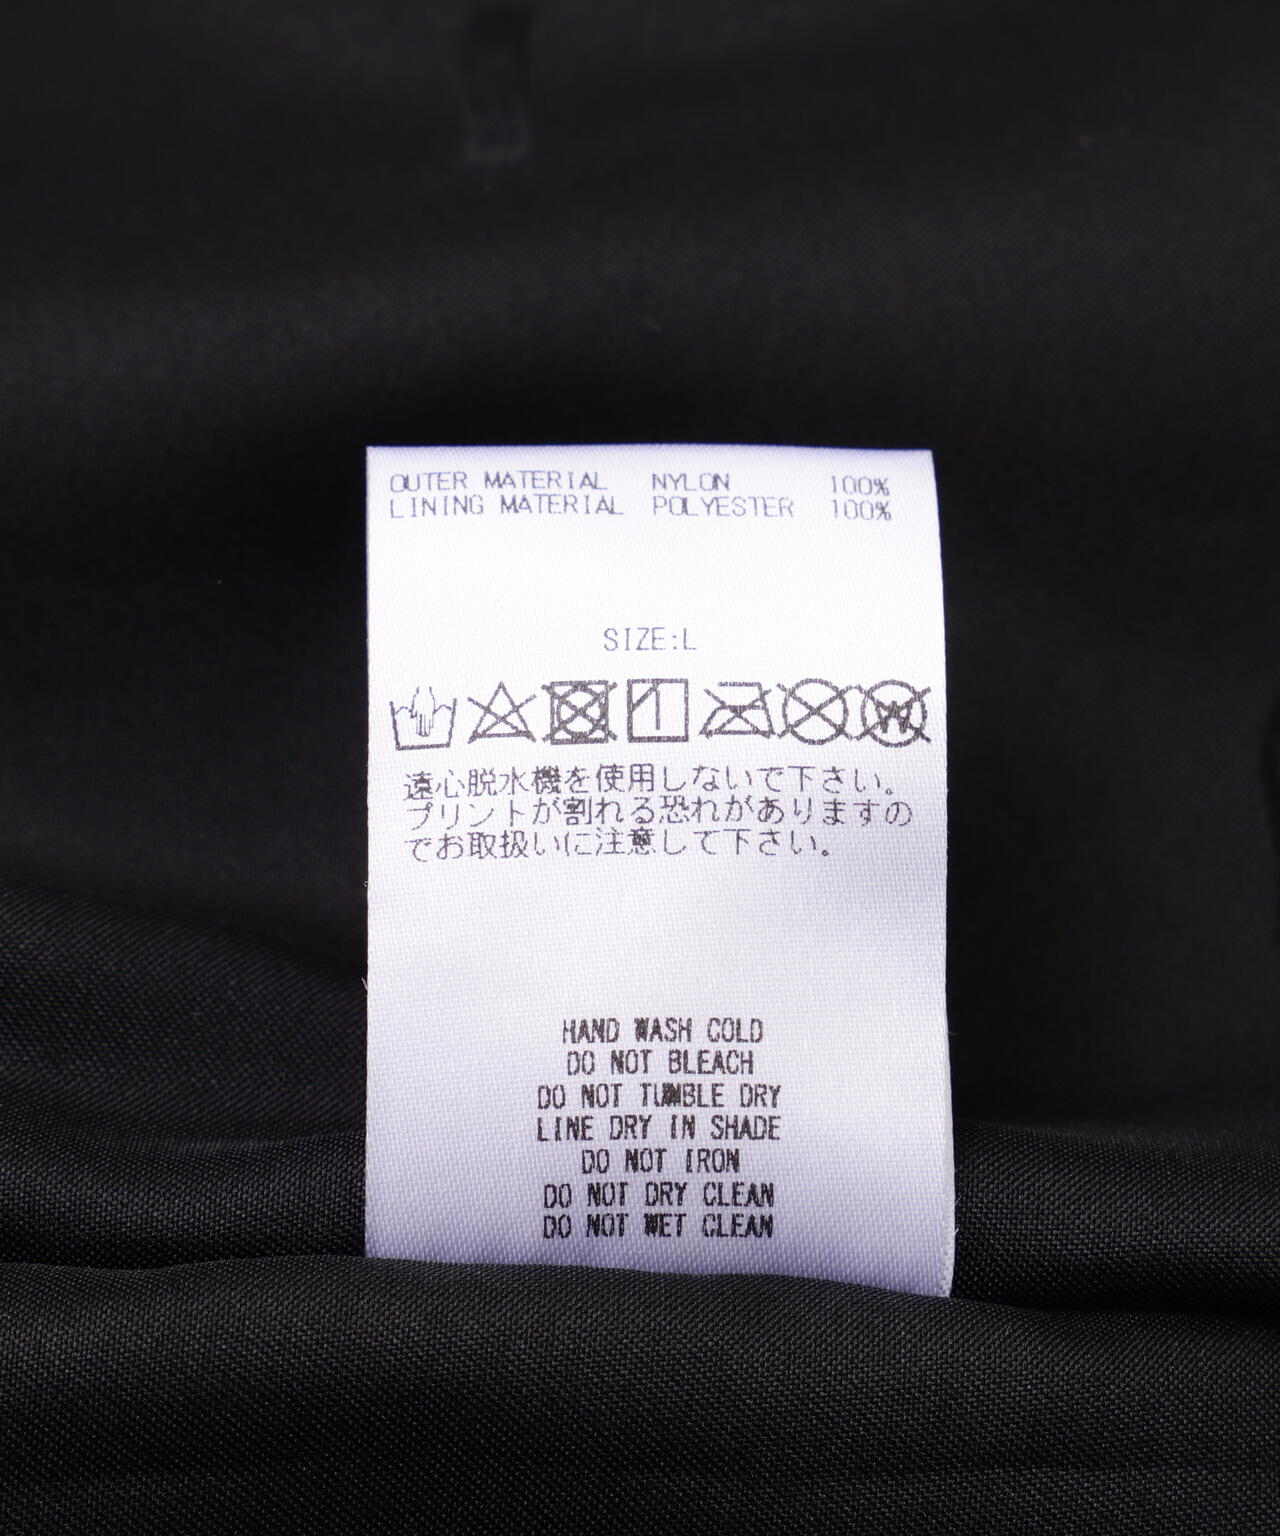 OUTER MATERIAL NYLON 100%
LINING MATERIAL POLYESTER 100%
SIZE:L
遠心脱水機を使用しないで下さい。
プリントが割れる恐れがありますの
でお取扱いに注意して下さい。
HAND WASH COLD
DO NOT BLEACH
DO NOT TUMBLE DRY
LINE DRY IN SHADE
DO NOT IRON
DO NOT DRY CLEAN
DO NOT WET CLEAN